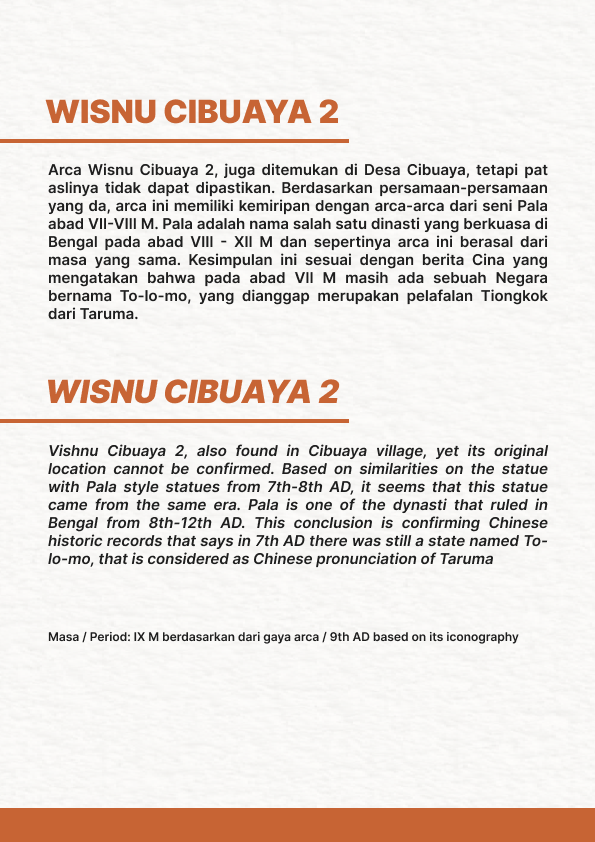 WISNU CIBUAYA 2
Arca Wisnu Cibuaya 2, juga ditemukan di Desa Cibuaya, tetapi pat
aslinya tidak dapat dipastikan. Berdasarkan persamaan-persamaan
yang da, arca ini memiliki kemiripan dengan arca-arca dari seni Pala
abad VII-VIII M. Pala adalah nama salah satu dinasti yang berkuasa di
Bengal pada abad VIII - XII M dan sepertinya arca ini berasal dari
masa yang sama. Kesimpulan ini sesuai dengan berita Cina yang
mengatakan bahwa pada abad VII M masih ada sebuah Negara
bernama To-lo-mo, yang dianggap merupakan pelafalan Tiongkok
dari Taruma.
WISNU CIBUAYA 2
Vishnu Cibuaya 2, also found in Cibuaya village, yet its original
location cannot be confirmed. Based on similarities on the statue
with Pala style statues from 7th-8th AD, it seems that this statue
came from the same era. Pala is one of the dynasti that ruled in
Bengal from 8th-12th AD. This conclusion is confirming Chinese
historic records that says in 7th AD there was still a state named To-
lo-mo, that is considered as Chinese pronunciation of Taruma
Masa / Period: IX M berdasarkan dari gaya arca / 9th AD based on its iconography